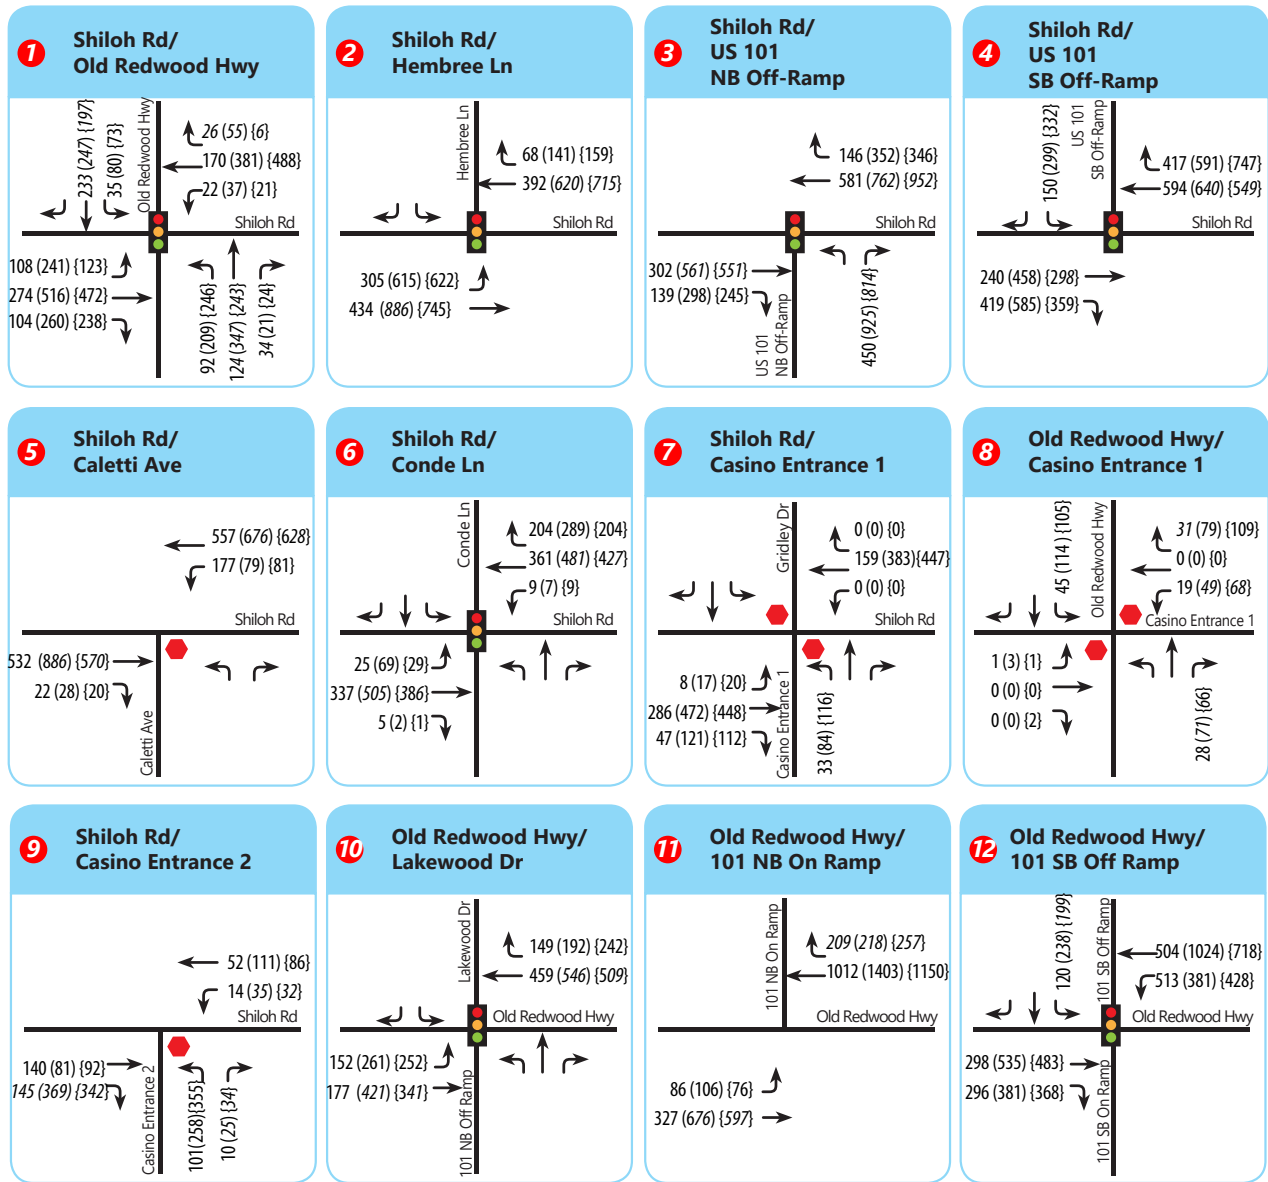 1
Shiloh Rd/
Old Redwood Hwy
233 (247) {197}
35 (80) {73}
Old Redwood Hwy
26 (55) {6}
170 (381) {488}
22 (37) {21}
Shiloh Rd
108 (241) {123}
274 (516) {472}
104 (260) {238}
92 (209) {246}
124 (347) {243}
34 (21) {24}
2
Shiloh Rd/
Hembree Ln
Hembree Ln
68 (141) {159}
392 (620) {715}
Shiloh Rd
305 (615) {622}
434 (886) {745}
3
Shiloh Rd/
US 101
NB Off-Ramp
146 (352) {346}
581 (762) {952}
Shiloh Rd
302 (561) {551}
139 (298) {245}
US 101
NB Off-Ramp
450 (925) {814}
4
Shiloh Rd/
US 101
SB Off-Ramp
150 (299) {332}
US 101
SB Off-Ramp
417 (591) {747}
594 (640) {549}
Shiloh Rd
240 (458) {298}
419 (585) {359}
5
Shiloh Rd/
Caletti Ave
557 (676) {628}
177 (79) {81}
Shiloh Rd
532 (886) {570}
22 (28) {20}
Caletti Ave
6
Shiloh Rd/
Conde Ln
Conde Ln
204 (289) {204}
361 (481) {427}
9 (7) {9}
Shiloh Rd
25 (69) {29}
337 (505) {386}
5 (2) {1}
7
Shiloh Rd/
Casino Entrance 1
Gridley Dr
0 (0) {0}
159 (383){447}
0 (0) {0}
Shiloh Rd
8 (17) {20}
286 (472) {448}
47 (121) {112}
Casino Entrance 1
33 (84) {116}
8
Old Redwood Hwy/
Casino Entrance 1
45 (114) {105}
Old Redwood Hwy
31 (79) {109}
0 (0) {0}
19 (49) {68}
Casino Entrance 1
1 (3) {1}
0 (0) {0}
0 (0) {2}
28 (71) {66}
9
Shiloh Rd/
Casino Entrance 2
52 (111) {86}
14 (35) {32}
Shiloh Rd
140 (81) {92}
145 (369) {342}
Casino Entrance 2
101(258){355}
10 (25) {34}
10
Old Redwood Hwy/
Lakewood Dr
Lakewood Dr
149 (192) {242}
459 (546) {509}
Old Redwood Hwy
152 (261) {252}
177 (421) {341}
101 NB Off Ramp
11
Old Redwood Hwy/
101 NB On Ramp
101 NB On Ramp
209 (218) {257}
1012 (1403) {1150}
Old Redwood Hwy
86 (106) {76}
327 (676) {597}
12
Old Redwood Hwy/
101 SB Off Ramp
120 (238) {199}
101 SB Off Ramp
504 (1024) {718}
513 (381) {428}
Old Redwood Hwy
298 (535) {483}
296 (381) {368}
101 SB On Ramp